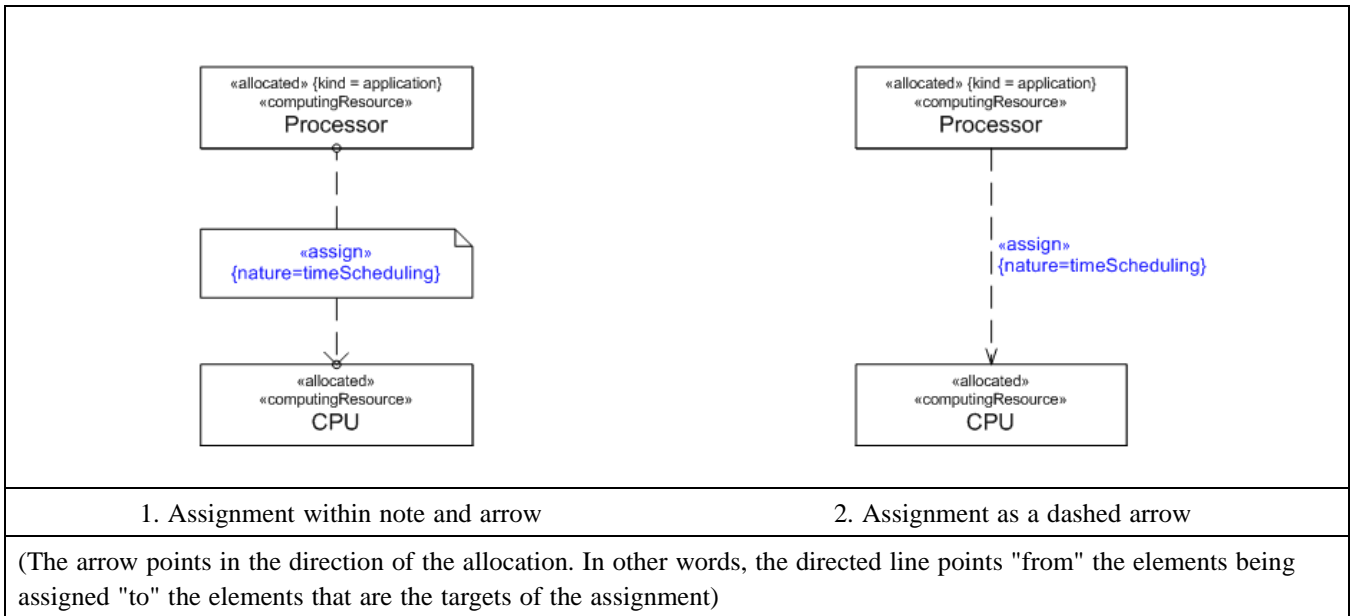 «allocated» {kind = application}
«computingResource»
Processor
«assign»
{nature=timeScheduling}
«allocated»
«computingResource»
CPU
«allocated» {kind = application}
«computingResource»
Processor
«assign»
{nature=timeScheduling}
«allocated»
«computingResource»
CPU
1. Assignment within note and arrow
2. Assignment as a dashed arrow
(The arrow points in the direction of the allocation. In other words, the directed line points "from" the elements being
assigned "to" the elements that are the targets of the assignment)